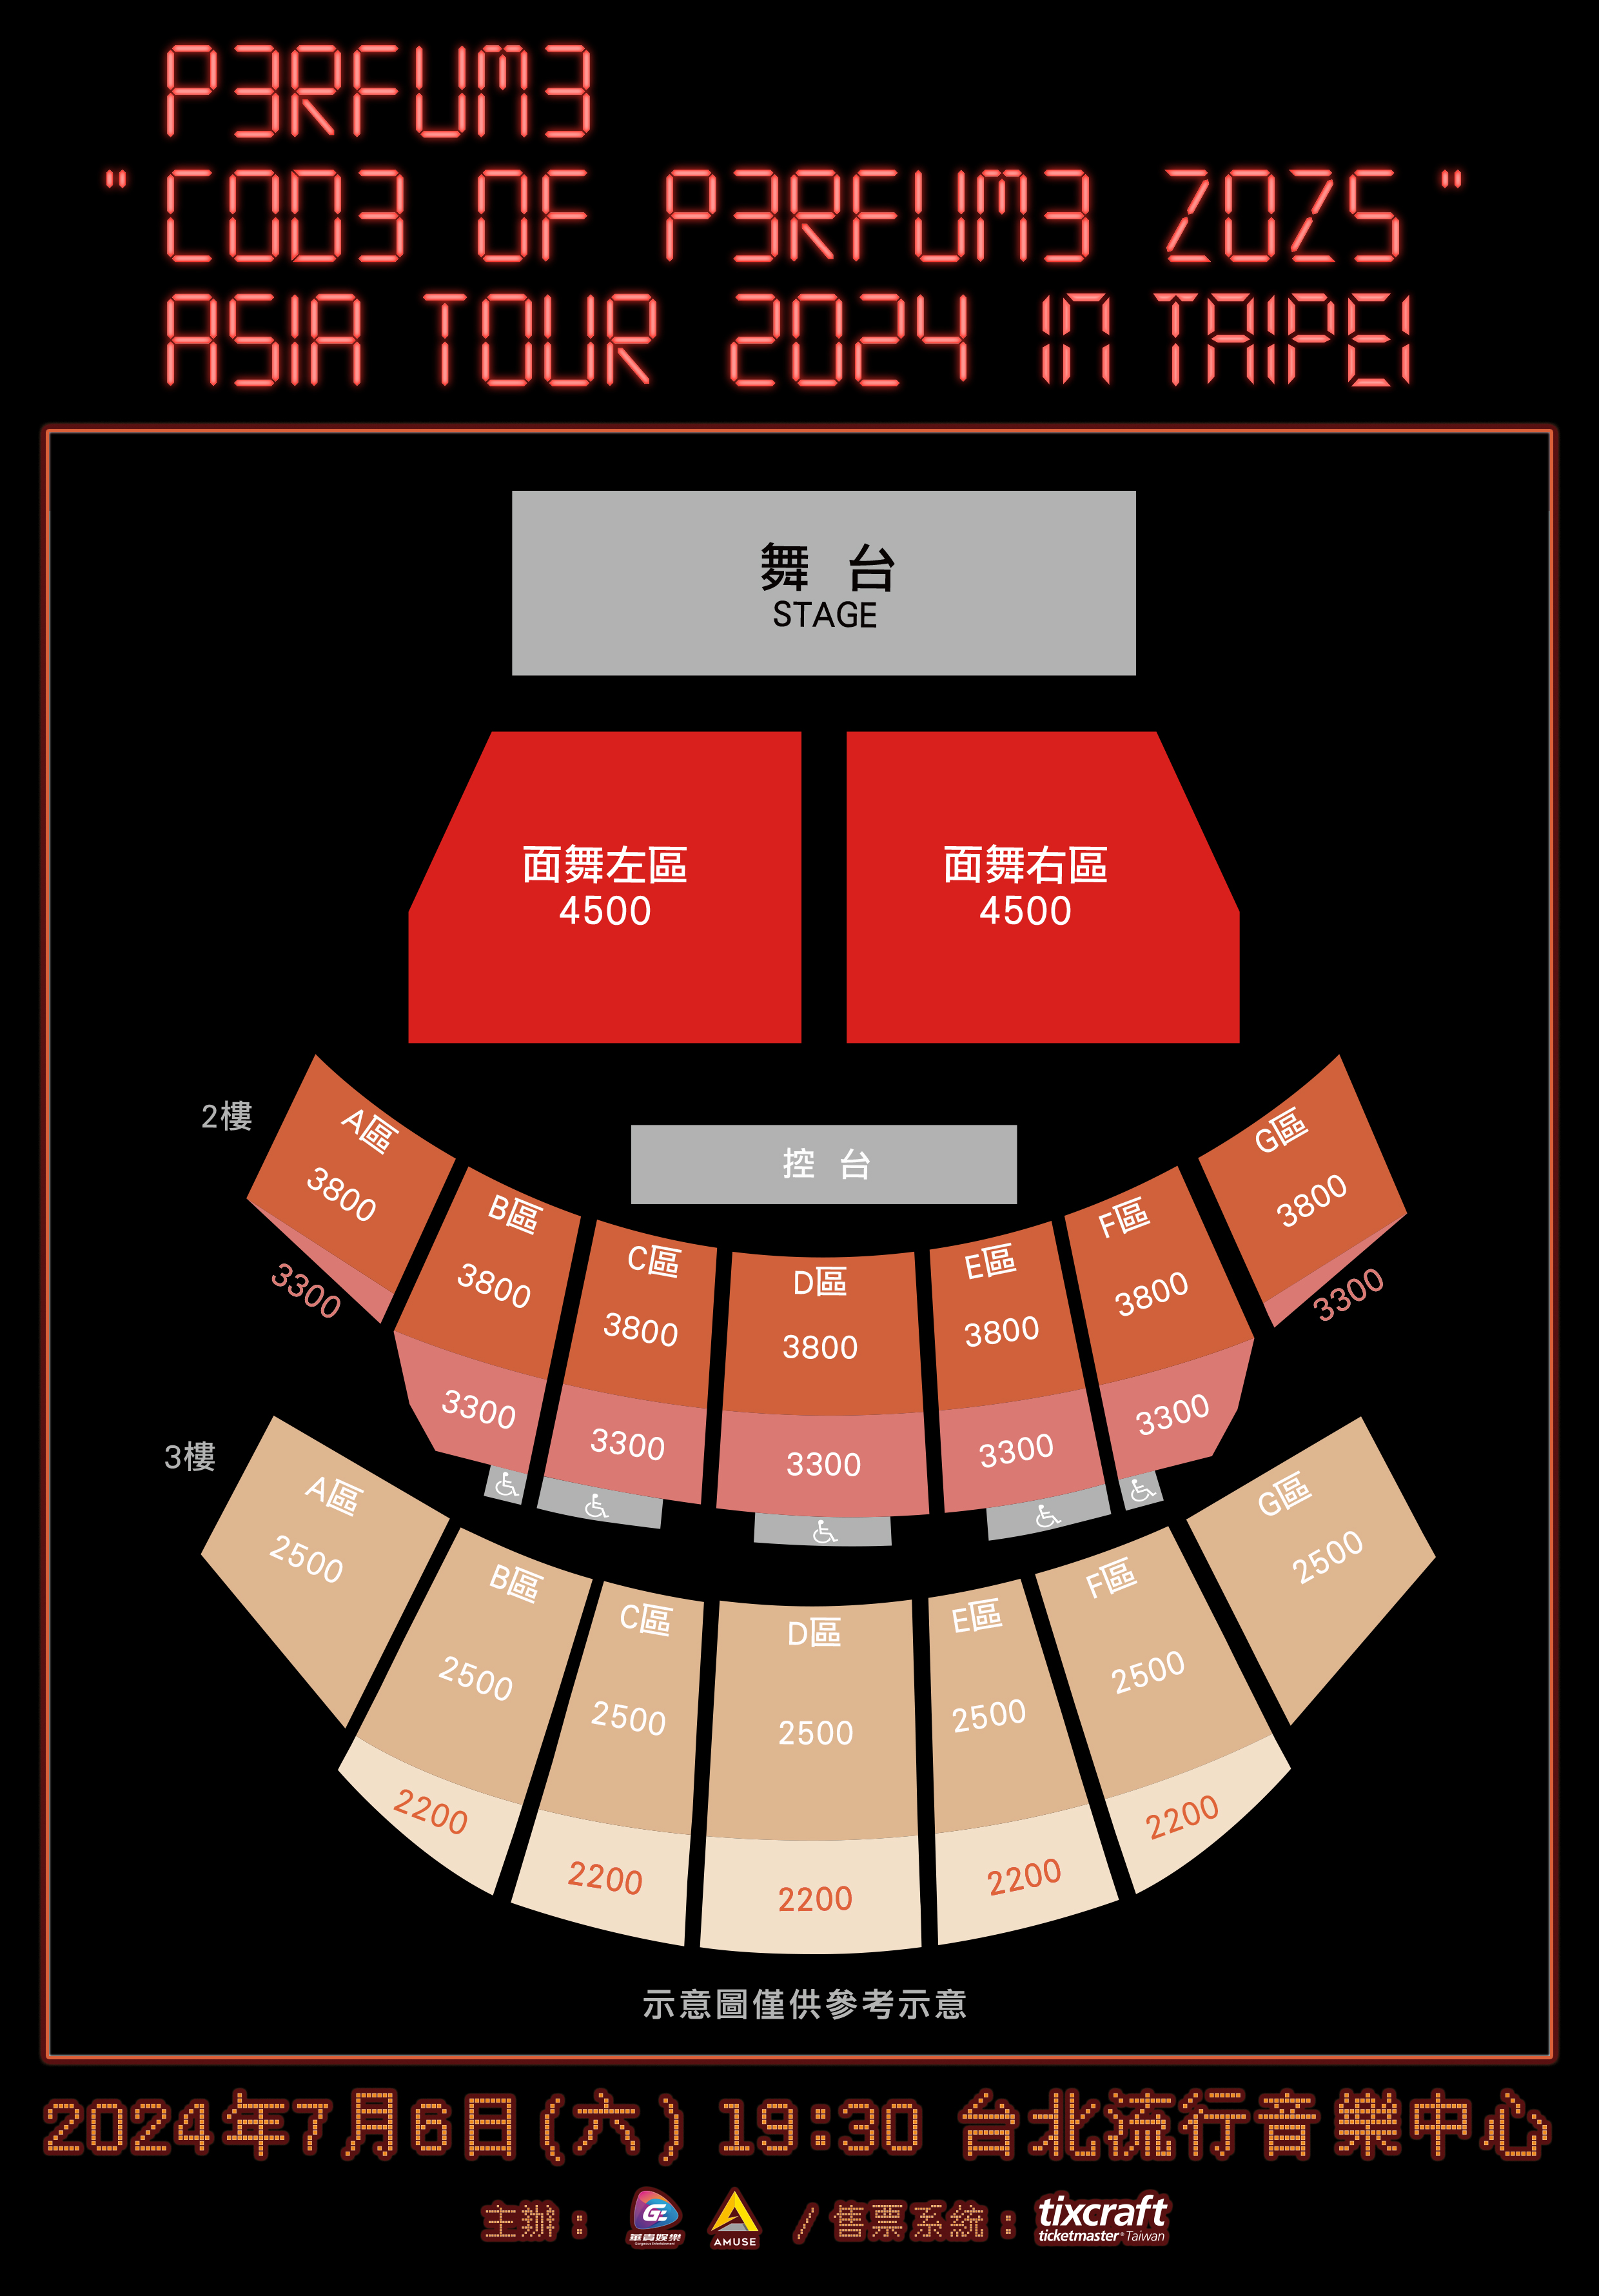 P3RFUM3
"COD3 OF P3RFUM3 ZOZ5"
ASIA TOUR 2024 IN TAIPEI
舞 台
STAGE
面舞左區
4500
面舞右區
4500
2樓
A區
3800
3300
B區
3800
3300
C區
3800
3300
控 台
D區
3800
3300
E區
3800
3300
F區
3800
3300
G區
3800
3300
3樓
A區
2500
B區
2500
2200
C區
2500
2200
D區
2500
2200
E區
2500
2200
F區
2500
2200
G區
2500
示意圖僅供參考示意
2024年7月6日(六) 19:30 台北流行音樂中心
主辦: GE 華貴娛樂 Gorgeous Entertainment AMUSE / 售票系統: tixcraft
ticketmaster Taiwan